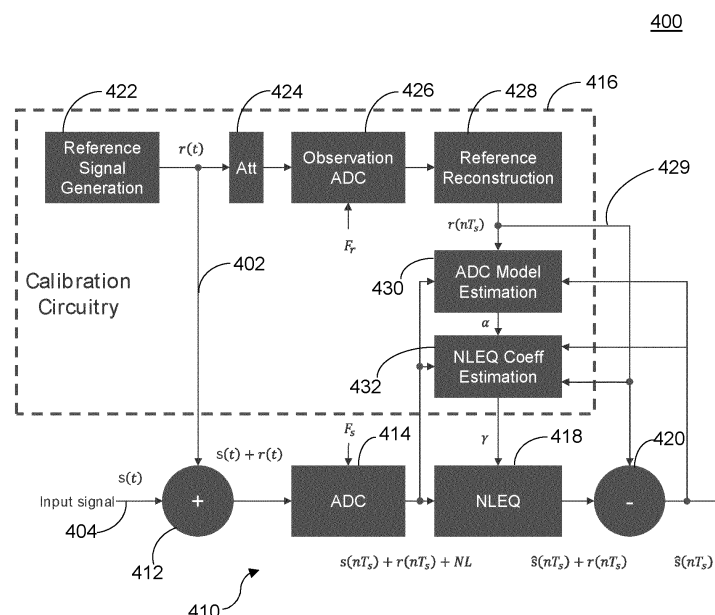 400
422
424
426
428
416
Reference
Signal
Generation
r(t)
Att
Observation
ADC
Reference
Reconstruction
429
F_r
r(nT_s)
402
Calibration
Circuitry
430
ADC Model
Estimation
α
432
NLEQ Coeff
Estimation
F_s
414
γ
418
420
s(t) + r(t)
s(t)
Input signal
+
ADC
NLEQ
-
404
412
s(nT_s) + r(nT_s) + NL
ŝ(nT_s) + r(nT_s)
ŝ(nT_s)
410